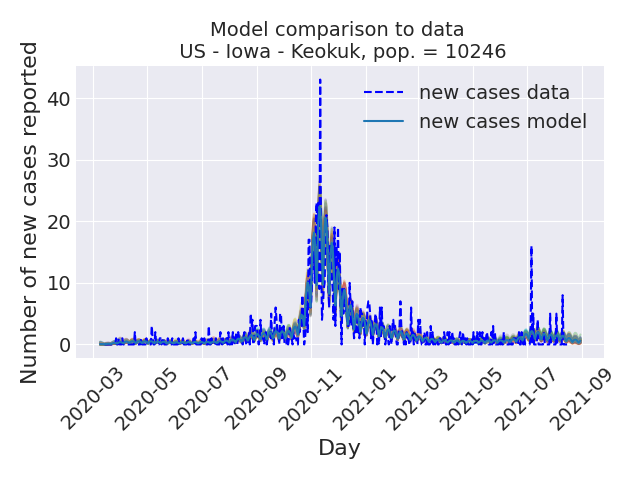 Model comparison to data
US - Iowa - Keokuk, pop. = 10246
new cases data
new cases model
Number of new cases reported
40
30
20
10
0
2020-03
2020-05
2020-07
2020-09
2020-11
2021-01
2021-03
2021-05
2021-07
2021-09
Day